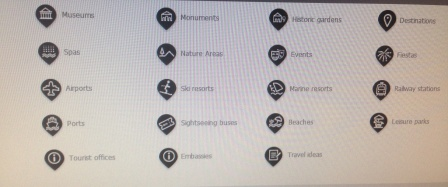 Museums
Monuments
Historic gardens
Destinations
Spas
Nature Areas
Events
Fiestas
Airports
Ski resorts
Marine resorts
Railway stations
Ports
Sightseeing buses
Beaches
Leisure parks
Tourist offices
Embassies
Travel ideas